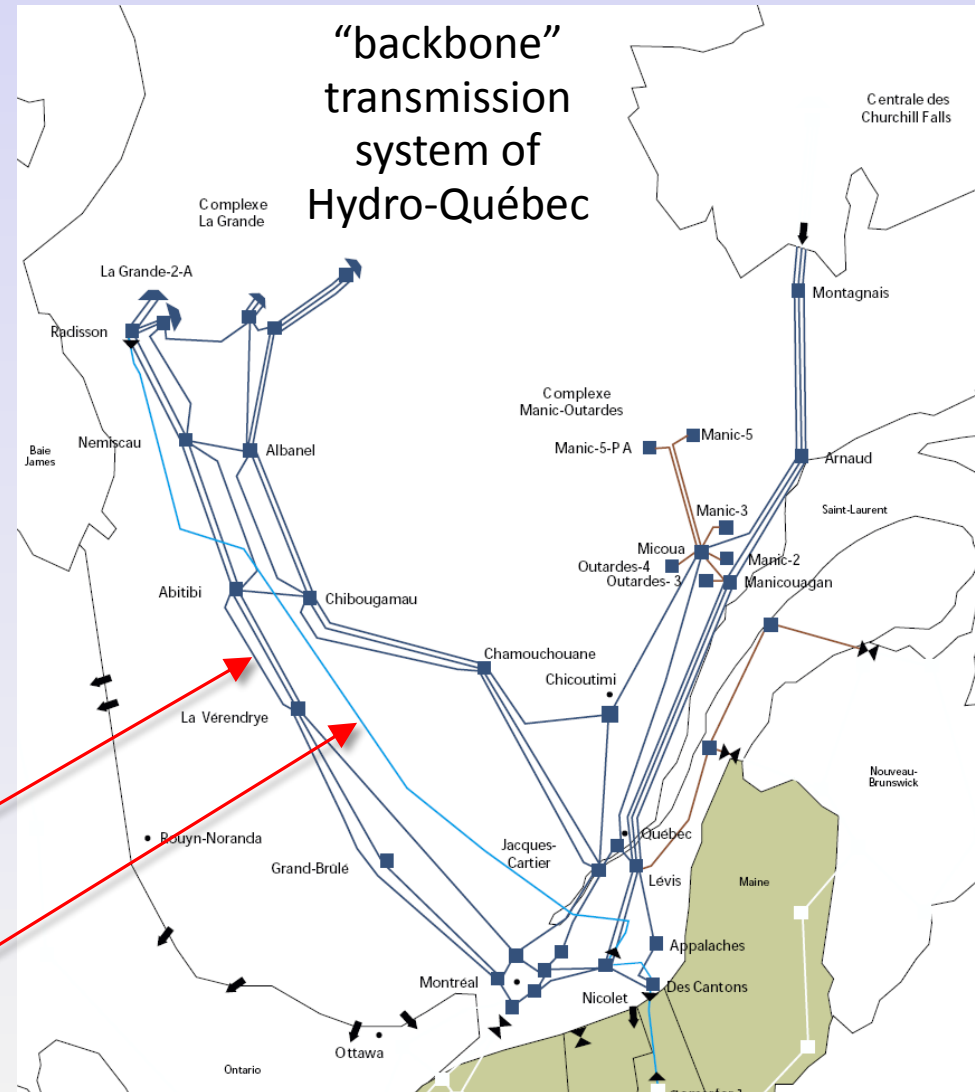 “backbone”
transmission
system of
Hydro-Québec
Centrale des
Churchill Falls
Complexe
La Grande
La Grande-2-A
Montagnais
Radisson
Complexe
Manic-Outardes
Manic-5
Manic-5-P A
Nemiscau
Albanel
Baie
James
Arnaud
Manic-3
Saint-Laurent
Micoua
Manic-2
Outardes-4
Outardes- 3
Manicouagan
Abitibi
Chibougamau
Chamouchouane
Chicoutimi
La Vérendrye
Nouveau-
Brunswick
Rouyn-Noranda
Québec
Jacques-
Cartier
Grand-Brûlé
Lévis
Maine
Appalaches
Montréal
Nicolet
Des Cantons
Ottawa
Ontario